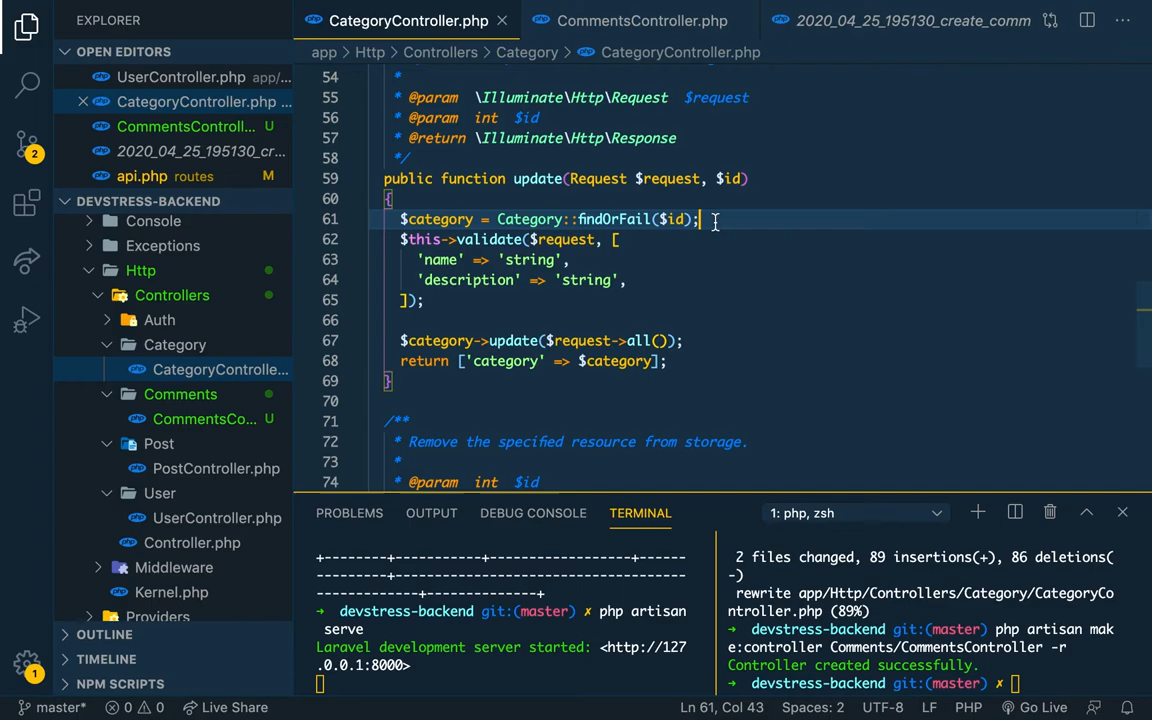 EXPLORER
OPEN EDITORS
UserController.php app/...
CategoryController.php ...
CommentsControll... U
2020_04_25_195130_cr...
api.php routes M
DEVSTRESS-BACKEND
Console
Exceptions
Http
Controllers
Auth
Category
CategoryControlle...
Comments
CommentsCo... U
Post
PostController.php
User
UserController.php
Controller.php
Middleware
Kernel.php
Providers
OUTLINE
TIMELINE
NPM SCRIPTS
2
1
CategoryController.php
CommentsController.php
2020_04_25_195130_create_comm
app > Http > Controllers > Category > CategoryController.php
54 *
55 * @param \Illuminate\Http\Request $request
56 * @param int $id
57 * @return \Illuminate\Http\Response
58 */
59 public function update(Request $request, $id)
60 {
61 $category = Category::findOrFail($id);
62 $this->validate($request, [
63 'name' => 'string',
64 'description' => 'string',
65 ]);
66
67 $category->update($request->all());
68 return ['category' => $category];
69 }
70
71 /**
72 * Remove the specified resource from storage.
73 *
74 * @param int $id
PROBLEMS OUTPUT DEBUG CONSOLE TERMINAL 1: php, zsh
+--------+----------+-----------------+------
--------------+------------------------------
--------------+--------------+
→ devstress-backend git:(master) ✗ php artisan
serve
Laravel development server started: <http://127
.0.0.1:8000>
2 files changed, 89 insertions(+), 86 deletions(
-)
rewrite app/Http/Controllers/Category/CategoryCo
ntroller.php (89%)
→ devstress-backend git:(master) php artisan mak
e:controller Comments/CommentsController -r
Controller created successfully.
→ devstress-backend git:(master) ✗
master* 0 0 Live Share Ln 61, Col 43 Spaces: 2 UTF-8 LF PHP Go Live